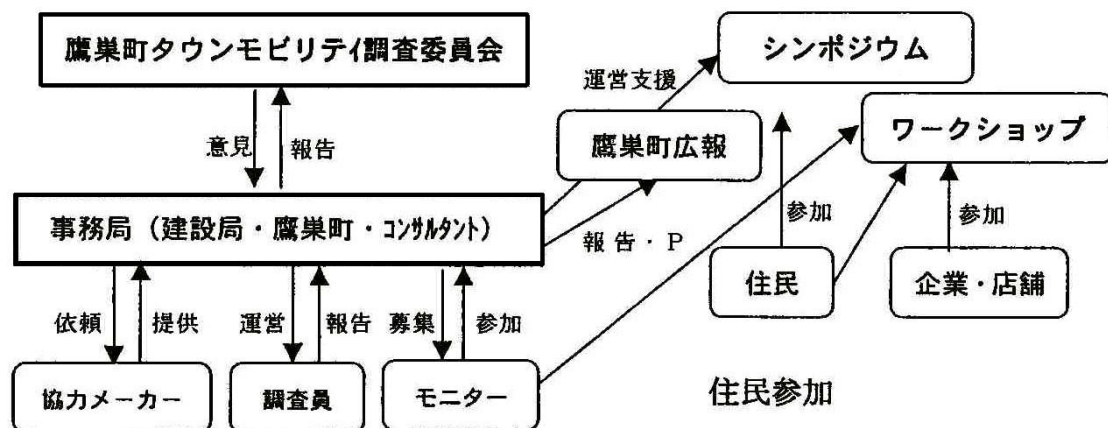 鷹巣町タウンモビリティ調査委員会
シンポジウム
運営支援
ワークショップ
鷹巣町広報
意見
報告
事務局（建設局・鷹巣町・ｺﾝｻﾙﾀﾝﾄ）
報告・P
参加
参加
住民
企業・店舗
依頼
提供
運営
報告
募集
参加
協力メーカー
調査員
モニター
住民参加